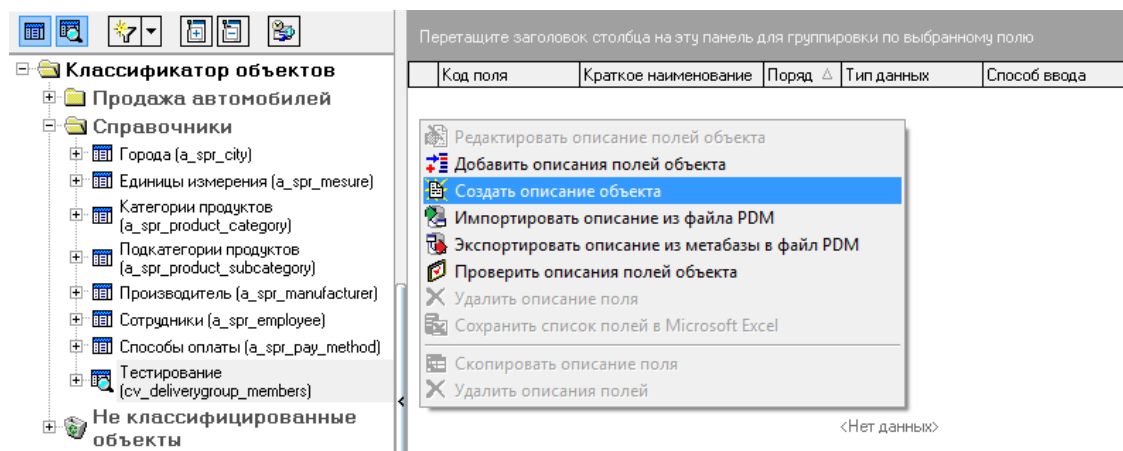 Перетащите заголовок столбца на эту панель для группировки по выбранному полю
Код поля Краткое наименование Поряд Тип данных Способ ввода
Классификатор объектов
Продажа автомобилей
Справочники
Города (a_spr_city)
Единицы измерения (a_spr_mesure)
Категории продуктов
(a_spr_product_category)
Подкатегории продуктов
(a_spr_product_subcategory)
Производитель (a_spr_manufacturer)
Сотрудники (a_spr_employee)
Способы оплаты (a_spr_pay_method)
Тестирование
(cv_deliverygroup_members)
Не классифицированные
объекты
Редактировать описание полей объекта
Добавить описания полей объекта
Создать описание объекта
Импортировать описание из файла PDM
Экспортировать описание из метабазы в файл PDM
Проверить описания полей объекта
Удалить описание поля
Сохранить список полей в Microsoft Excel
Скопировать описание поля
Удалить описания полей
<Нет данных>